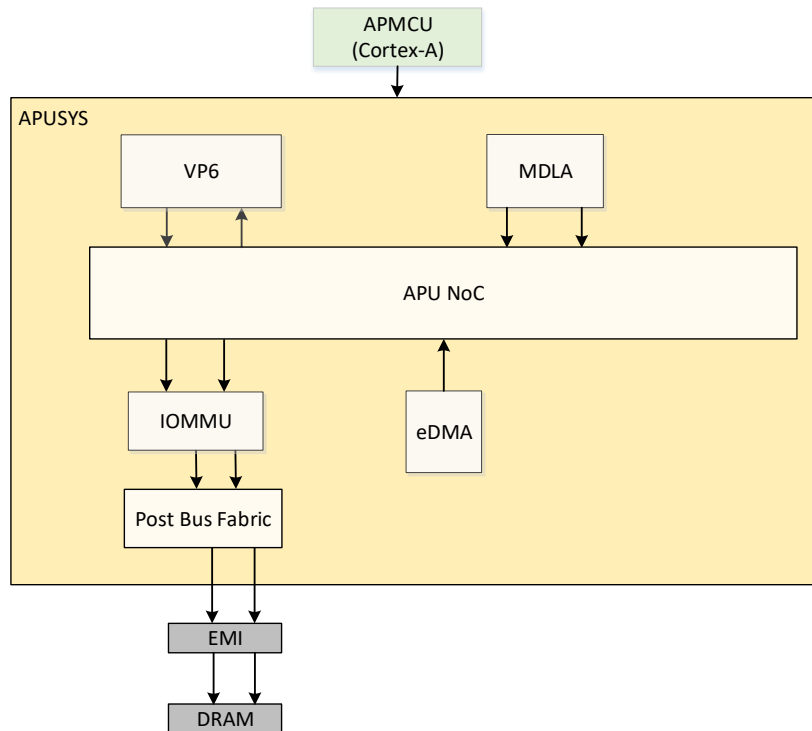 APMCU
(Cortex-A)
APUSYS
VP6
MDLA
APU NoC
IOMMU
eDMA
Post Bus Fabric
EMI
DRAM